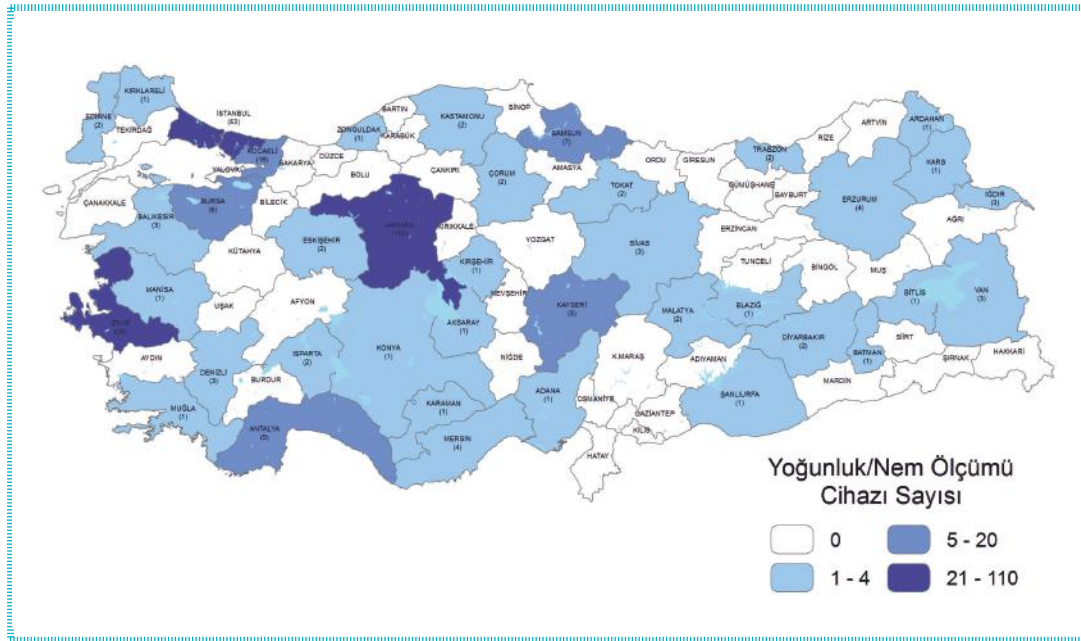 KIRKLARELİ
(1)
EDİRNE
(2)
TEKİRDAĞ
İSTANBUL
(53)
KOCAELİ
YALOVA
SAKARYA
DÜZCE
ZONGULDAK
(1)
BARTIN
KARABÜK
KASTAMONU
(2)
SİNOP
SAMSUN
(7)
ORDU
GİRESUN
TRABZON
(2)
RİZE
ARTVİN
ARDAHAN
(1)
KARS
(1)
IĞDIR
(3)
AĞRI
ERZURUM
(4)
BAYBURT
GÜMÜŞHANE
ERZİNCAN
TOKAT
(2)
AMASYA
ÇORUM
(2)
ÇANKIRI
BOLU
BİLECİK
BURSA
ÇANAKKALE
BALIKESİR
(3)
KÜTAHYA
ESKİŞEHİR
(2)
KIRIKKALE
KIRŞEHİR
(1)
YOZGAT
SİVAS
(3)
TUNCELİ
BİNGÖL
MUŞ
BİTLİS
(1)
VAN
HAKKARİ
ŞIRNAK
SİİRT
BATMAN
(1)
DİYARBAKIR
(2)
ELAZIĞ
(1)
MALATYA
(2)
KAYSERİ
NEVŞEHİR
AKSARAY
(1)
KONYA
(1)
AFYON
UŞAK
MANİSA
(1)
İZMİR
AYDIN
DENİZLİ
(3)
MUĞLA
(1)
BURDUR
ISPARTA
(2)
ANTALYA
KARAMAN
(1)
MERSİN
(4)
NİĞDE
ADANA
(1)
K.MARAŞ
OSMANİYE
HATAY
KİLİS
GAZİANTEP
ADIYAMAN
ŞANLIURFA
(1)
MARDİN
Yoğunluk/Nem Ölçümü
Cihazı Sayısı
0
5 - 20
1 - 4
21 - 110